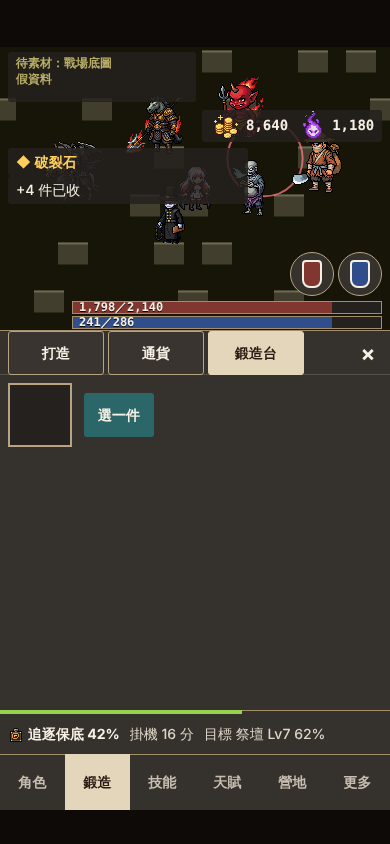 待素材：戰場底圖
假資料
8,640
1,180
◆ 破裂石
+4 件已收
1,798／2,140
241／286
打造
通貨
鍛造台
×
選一件
追逐保底 42% 掛機 16 分 目標 祭壇 Lv7 62%
角色
鍛造
技能
天賦
營地
更多